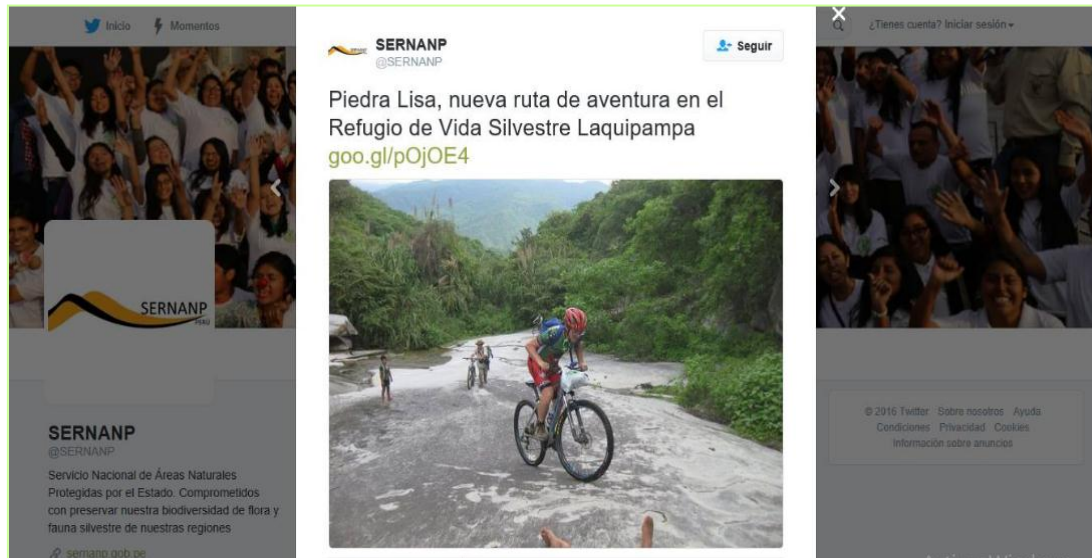 Inicio Momentos
¿Tienes cuenta? Iniciar sesión
SERNANP
@SERNANP
Seguir
Piedra Lisa, nueva ruta de aventura en el
Refugio de Vida Silvestre Laquipampa
goo.gl/pOjOE4
SERNANP
PERÚ
SERNANP
@SERNANP
Servicio Nacional de Áreas Naturales
Protegidas por el Estado. Comprometidos
con preservar nuestra biodiversidad de flora y
fauna silvestre de nuestras regiones
sernanp.gob.pe
© 2016 Twitter Sobre nosotros Ayuda
Condiciones Privacidad Cookies
Información sobre anuncios